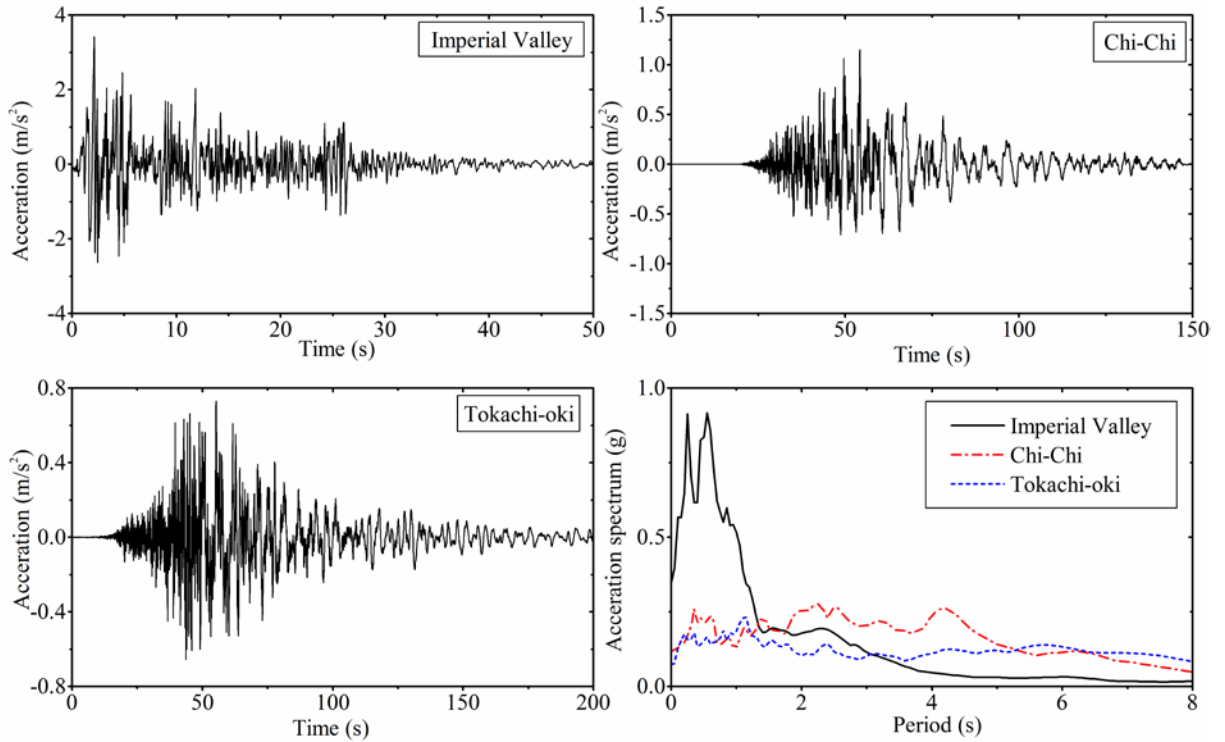 Imperial Valley
Acceration (m/s²)
4
2
0
-2
-4
0 10 20 30 40 50
Time (s)
Chi-Chi
Acceration (m/s²)
1.5
1.0
0.5
0.0
-0.5
-1.0
-1.5
0 50 100 150
Time (s)
Tokachi-oki
Acceration (m/s²)
0.8
0.4
0.0
-0.4
-0.8
0 50 100 150 200
Time (s)
Imperial Valley
Chi-Chi
Tokachi-oki
Acceration spectrum (g)
1.0
0.5
0.0
0 2 4 6 8
Period (s)